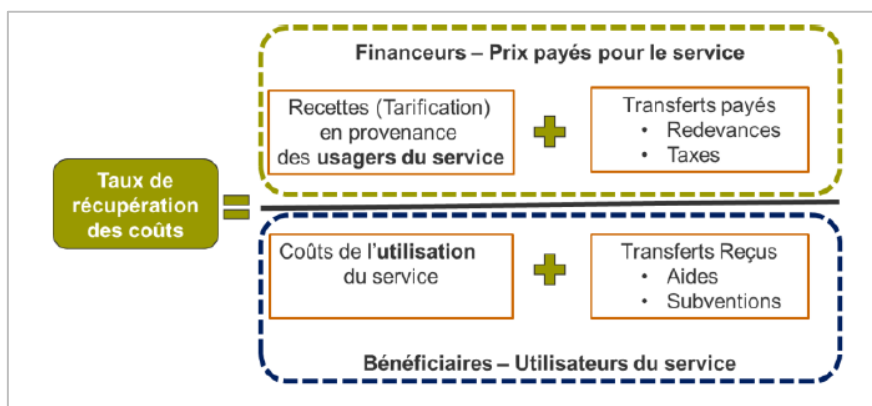 Financeurs – Prix payés pour le service
Recettes (Tarification)
en provenance
des usagers du service
Transferts payés
• Redevances
• Taxes
Taux de
récupération
des coûts
Coûts de l'utilisation
du service
Transferts Reçus
• Aides
• Subventions
Bénéficiaires – Utilisateurs du service